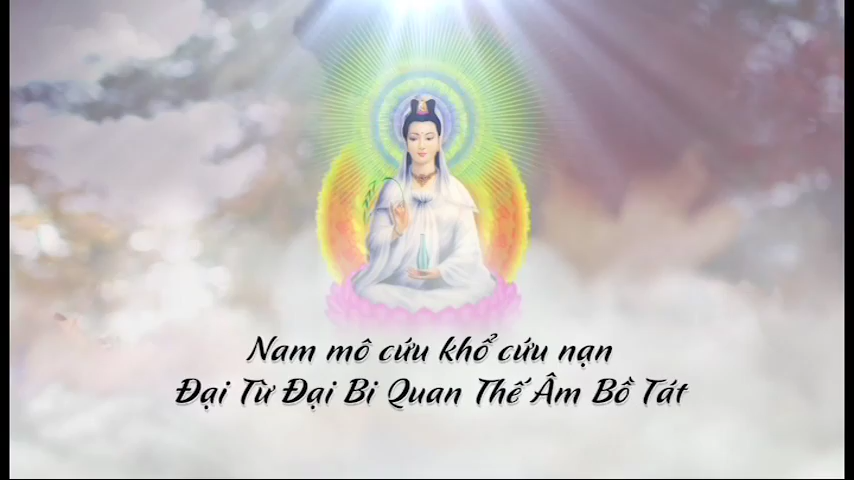 Nam mô cứu khổ cứu nạn
Đại Từ Đại Bi Quan Thế Âm Bồ Tát